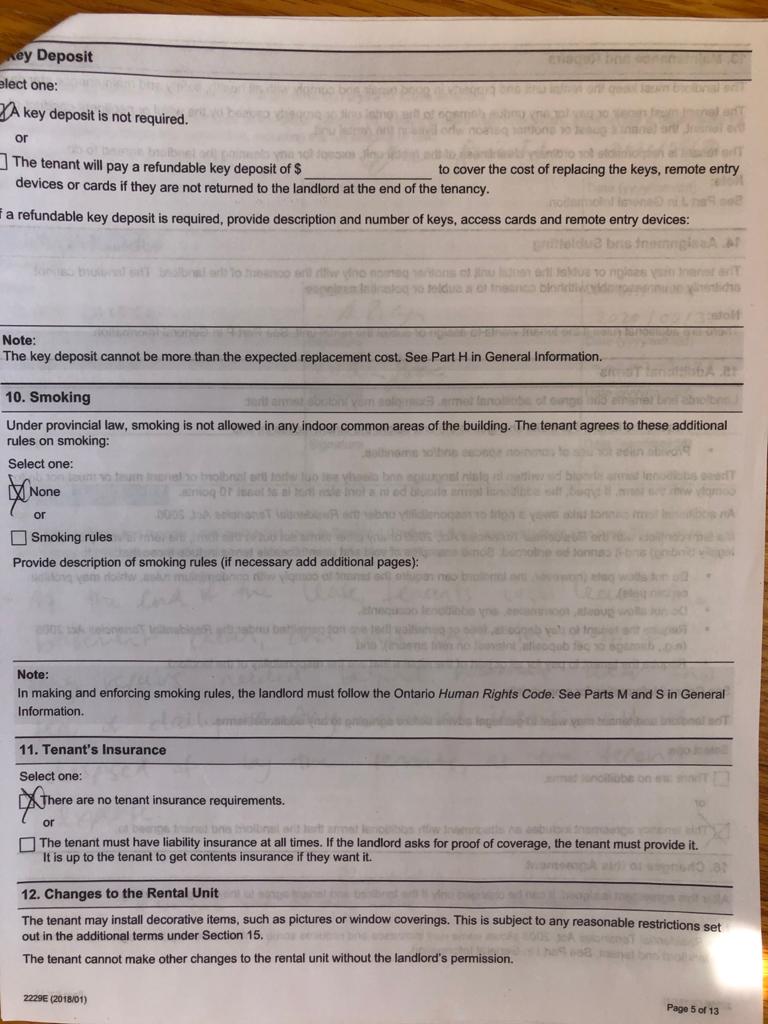 Key Deposit
elect one:
A key deposit is not required.
or
The tenant will pay a refundable key deposit of $ to cover the cost of replacing the keys, remote entry
devices or cards if they are not returned to the landlord at the end of the tenancy.
f a refundable key deposit is required, provide description and number of keys, access cards and remote entry devices:
Note:
The key deposit cannot be more than the expected replacement cost. See Part H in General Information.
10. Smoking
Under provincial law, smoking is not allowed in any indoor common areas of the building. The tenant agrees to these additional
rules on smoking:
Select one:
None
or
Smoking rules
Provide description of smoking rules (if necessary add additional pages):
Note:
In making and enforcing smoking rules, the landlord must follow the Ontario Human Rights Code. See Parts M and S in General
Information.
11. Tenant's Insurance
Select one:
There are no tenant insurance requirements.
or
The tenant must have liability insurance at all times. If the landlord asks for proof of coverage, the tenant must provide it.
It is up to the tenant to get contents insurance if they want it.
12. Changes to the Rental Unit
The tenant may install decorative items, such as pictures or window coverings. This is subject to any reasonable restrictions set
out in the additional terms under Section 15.
The tenant cannot make other changes to the rental unit without the landlord's permission.
2229E (2018/01)
Page 5 of 13